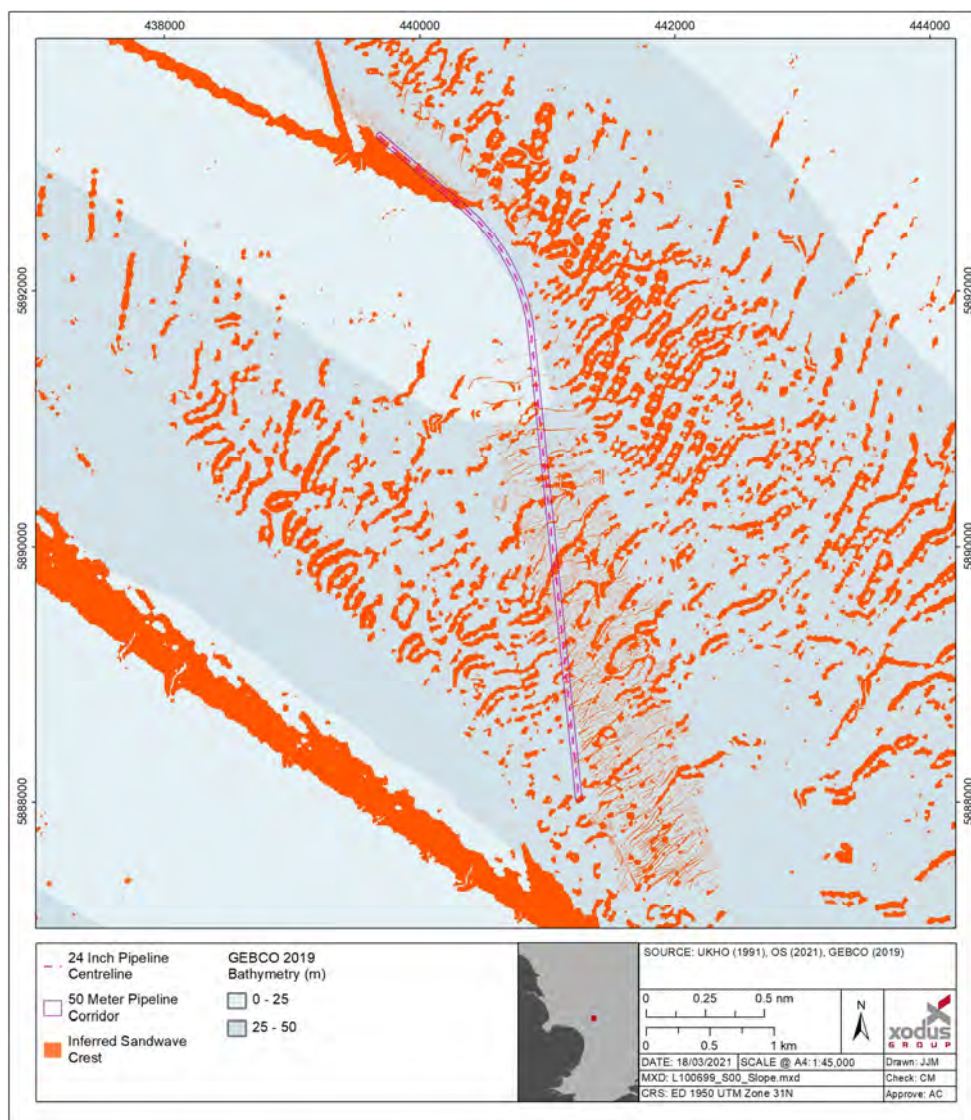 438000 440000 442000 444000
5892000 5892000
5890000 5890000
5888000 5888000
24 Inch Pipeline
Centreline
50 Meter Pipeline
Corridor
Inferred Sandwave
Crest
GEBCO 2019
Bathymetry (m)
0 - 25
25 - 50
SOURCE: UKHO (1991), OS (2021), GEBCO (2019)
0 0.25 0.5 nm
0 0.5 1 km
N
xodus
GROUP
DATE: 18/03/2021 SCALE @ A4:1:45,000 Drawn: JJM
MXD: L100699_S00_Slope.mxd Check: CM
CRS: ED 1950 UTM Zone 31N Approve: AC